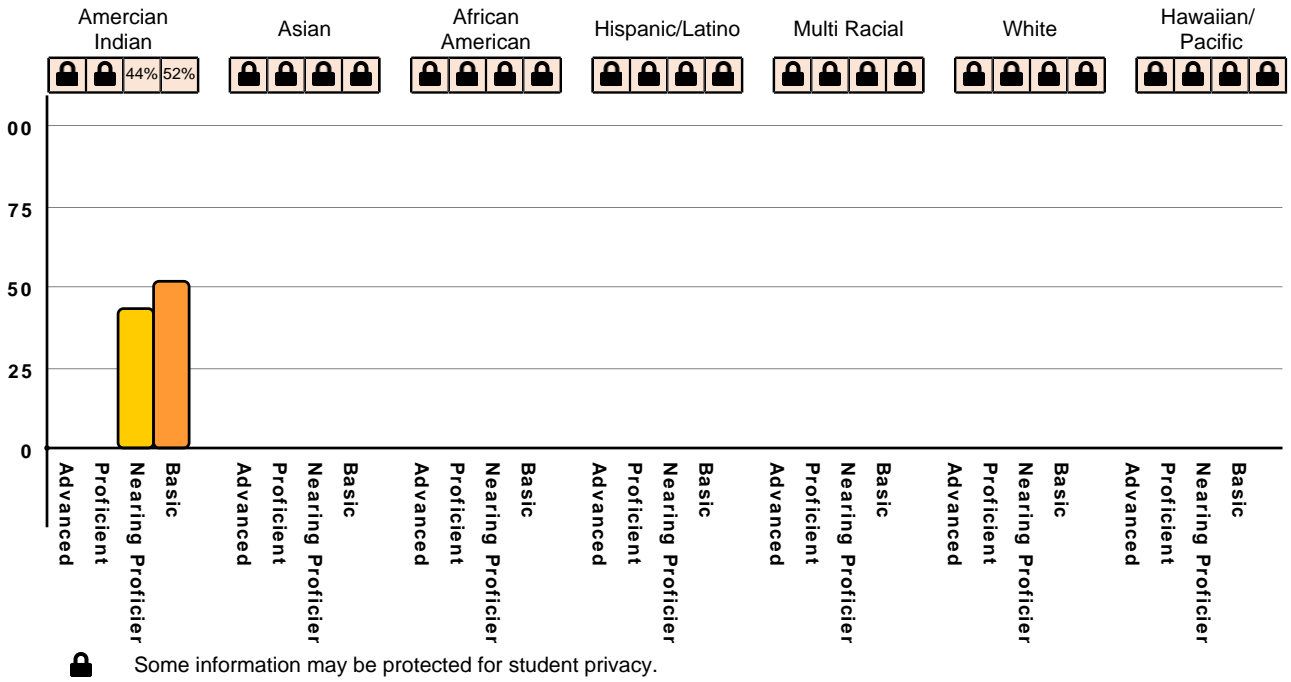 Amercian
Indian
Asian
African
American
Hispanic/Latino
Multi Racial
White
Hawaiian/
Pacific
44% 52%
00
75
50
25
0
Advanced
Proficient
Nearing Proficier
Basic
Advanced
Proficient
Nearing Proficier
Basic
Advanced
Proficient
Nearing Proficier
Basic
Advanced
Proficient
Nearing Proficier
Basic
Advanced
Proficient
Nearing Proficier
Basic
Advanced
Proficient
Nearing Proficier
Basic
Advanced
Proficient
Nearing Proficier
Basic
Some information may be protected for student privacy.